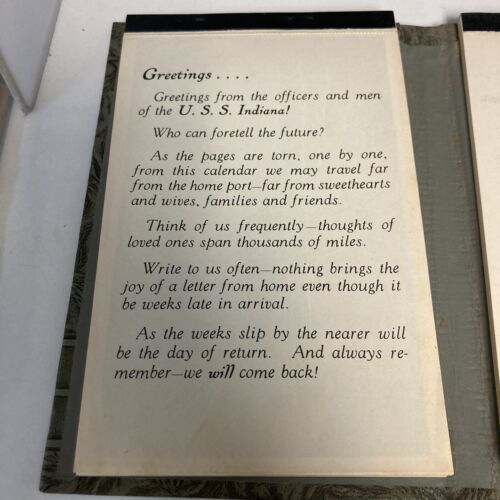 Greetings . . . .
Greetings from the officers and men
of the U. S. S. Indiana!
Who can foretell the future?
As the pages are torn, one by one,
from this calendar we may travel far
from the home port—far from sweethearts
and wives, families and friends.
Think of us frequently—thoughts of
loved ones span thousands of miles.
Write to us often—nothing brings the
joy of a letter from home even though it
be weeks late in arrival.
As the weeks slip by the nearer will
be the day of return. And always re-
member—we will come back!